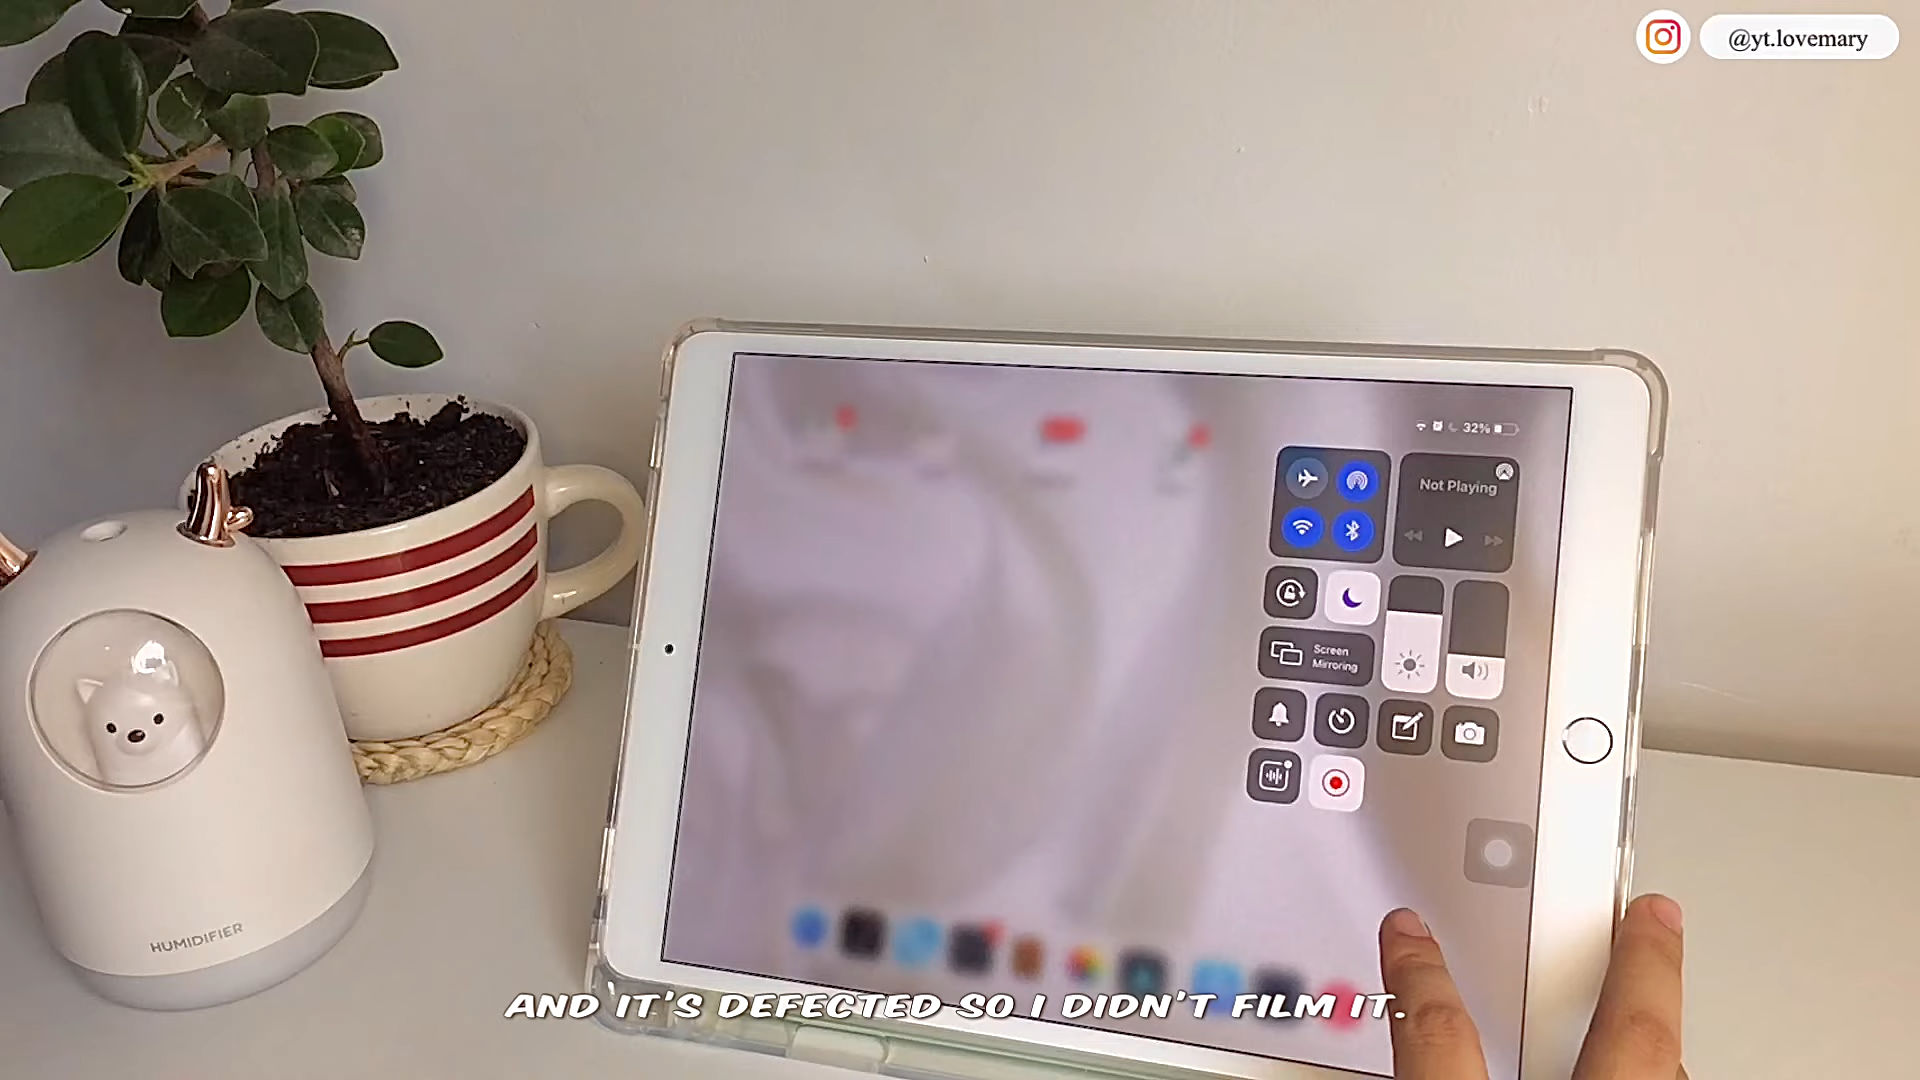 @yt.lovemary
32%
Not Playing
Screen
Mirroring
HUMIDIFIER
AND IT'S DEFECTED SO I DIDN'T FILM IT.